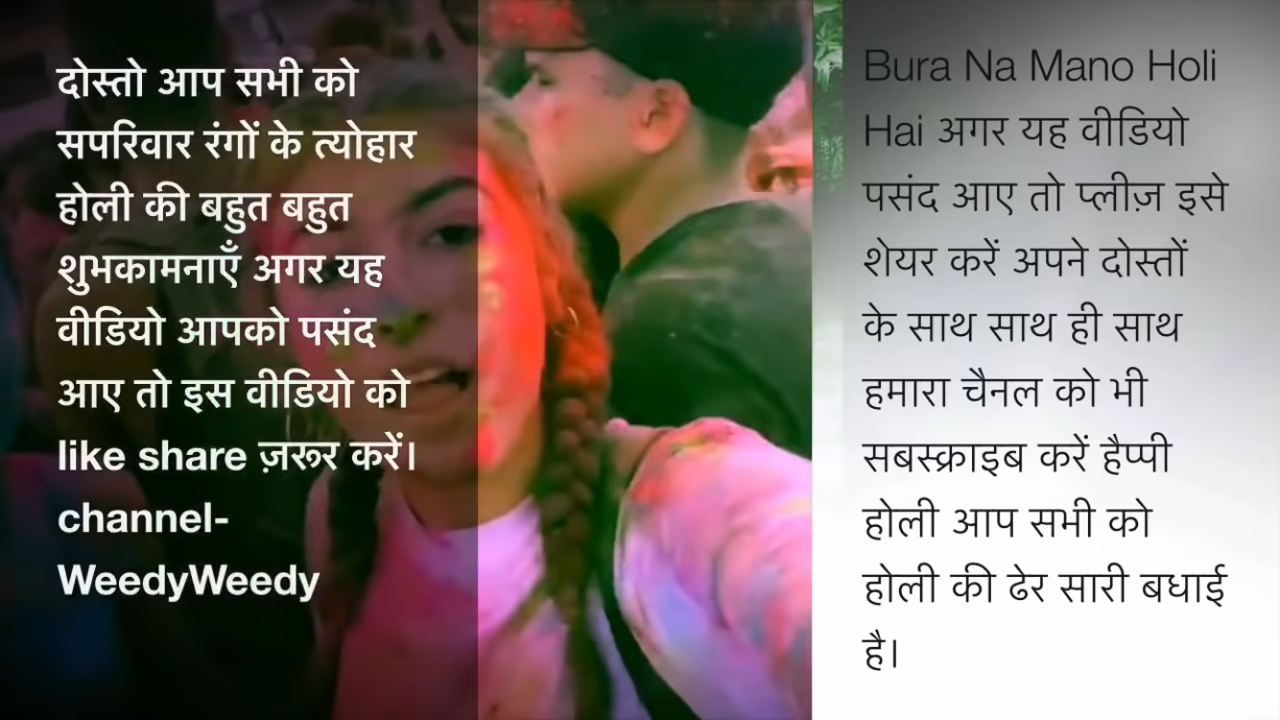 दोस्तो आप सभी को
सपरिवार रंगों के त्योहार
होली की बहुत बहुत
शुभकामनाएँ अगर यह
वीडियो आपको पसंद
आए तो इस वीडियो को
like share ज़रूर करें।
channel-
WeedyWeedy
Bura Na Mano Holi
Hai अगर यह वीडियो
पसंद आए तो प्लीज़ इसे
शेयर करें अपने दोस्तों
के साथ साथ ही साथ
हमारा चैनल को भी
सबस्क्राइब करें हैप्पी
होली आप सभी को
होली की ढेर सारी बधाई
है।